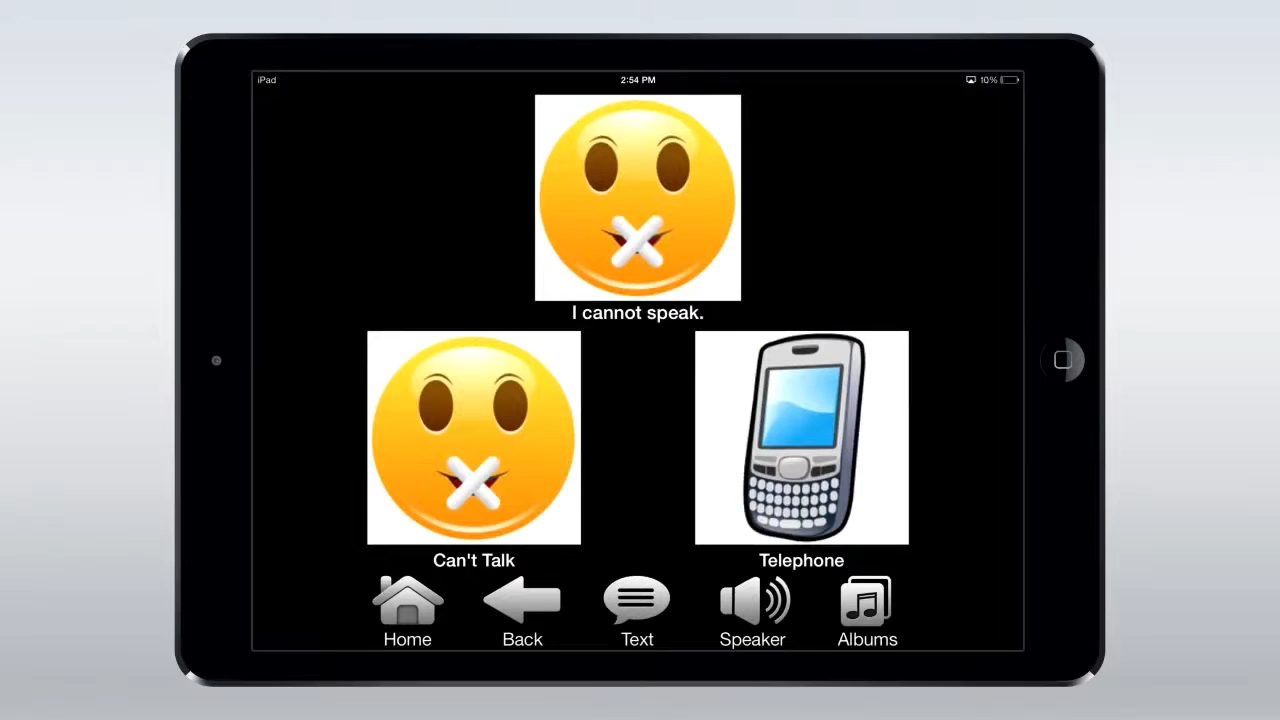 iPad 2:54 PM 10%
I cannot speak.
Can't Talk Telephone
Home Back Text Speaker Albums